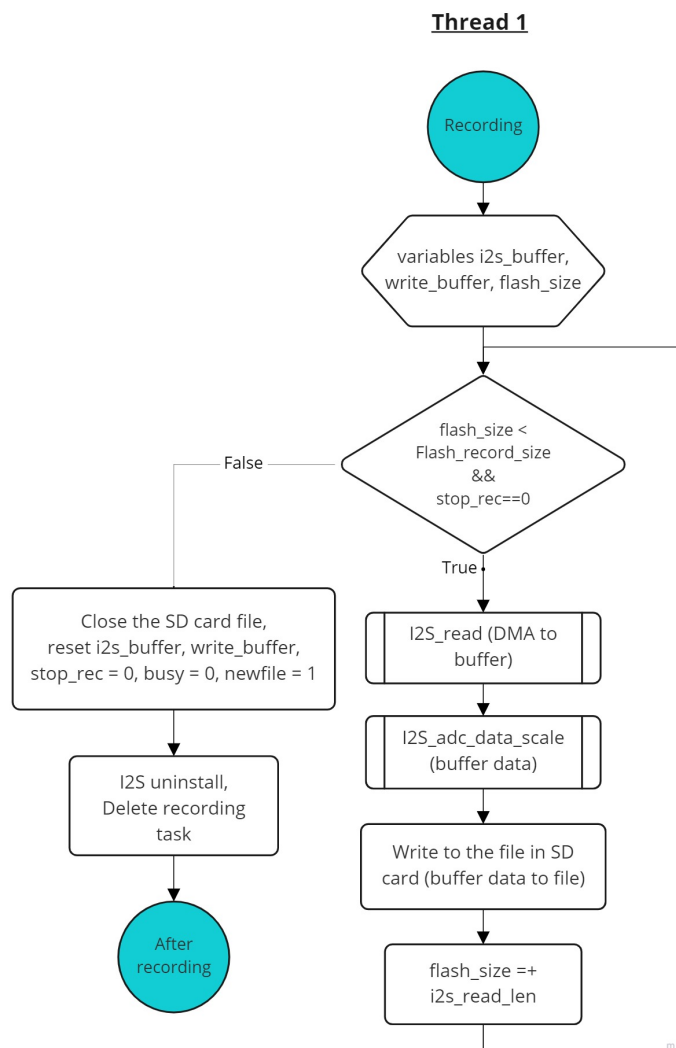 Thread 1
Recording
variables i2s_buffer,
write_buffer, flash_size
flash_size <
Flash_record_size
&&
stop_rec==0
False
True
Close the SD card file,
reset i2s_buffer, write_buffer,
stop_rec = 0, busy = 0, newfile = 1
I2S uninstall,
Delete recording
task
After
recording
I2S_read (DMA to
buffer)
I2S_adc_data_scale
(buffer data)
Write to the file in SD
card (buffer data to file)
flash_size =+
i2s_read_len